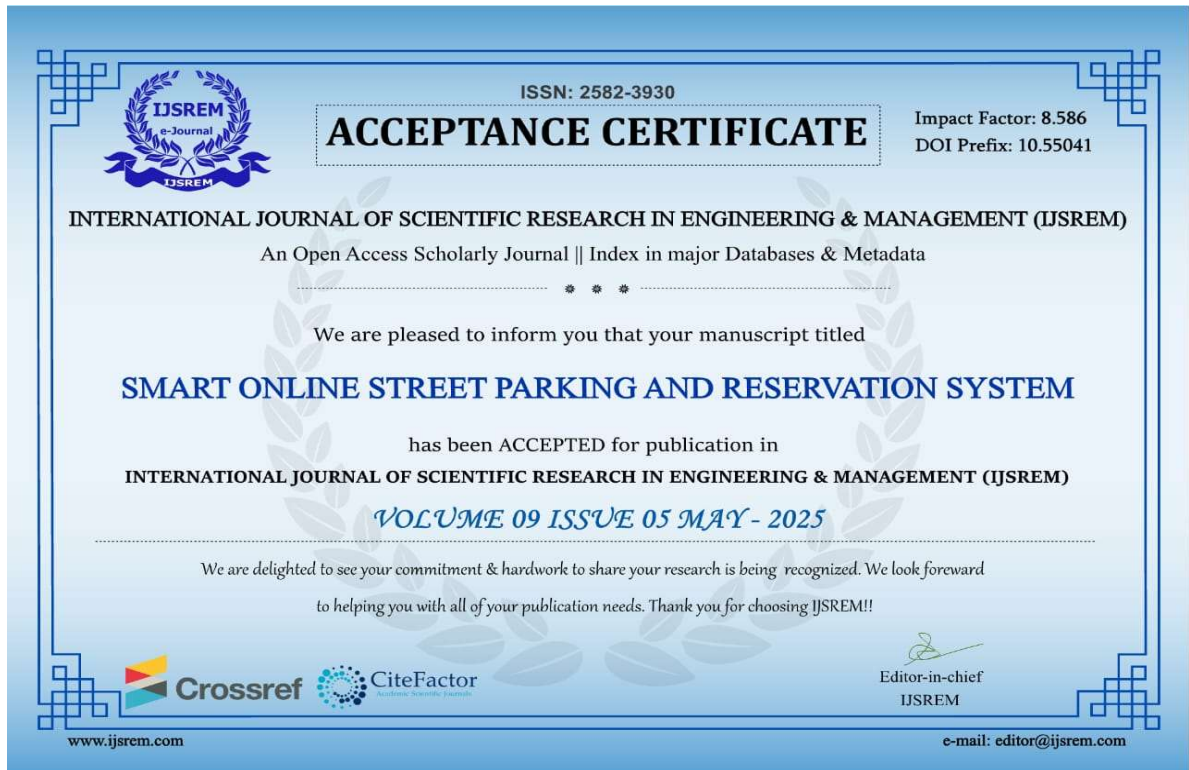 IJSREM
e-Journal
IJSREM
ISSN: 2582-3930
ACCEPTANCE CERTIFICATE
Impact Factor: 8.586
DOI Prefix: 10.55041
INTERNATIONAL JOURNAL OF SCIENTIFIC RESEARCH IN ENGINEERING & MANAGEMENT (IJSREM)
An Open Access Scholarly Journal || Index in major Databases & Metadata
We are pleased to inform you that your manuscript titled
SMART ONLINE STREET PARKING AND RESERVATION SYSTEM
has been ACCEPTED for publication in
INTERNATIONAL JOURNAL OF SCIENTIFIC RESEARCH IN ENGINEERING & MANAGEMENT (IJSREM)
VOLUME 09 ISSUE 05 MAY - 2025
We are delighted to see your commitment & hardwork to share your research is being recognized. We look foreward
to helping you with all of your publication needs. Thank you for choosing IJSREM!!
Crossref
CiteFactor
Academic Scientific Journals
Editor-in-chief
IJSREM
www.ijsrem.com
e-mail: editor@ijsrem.com